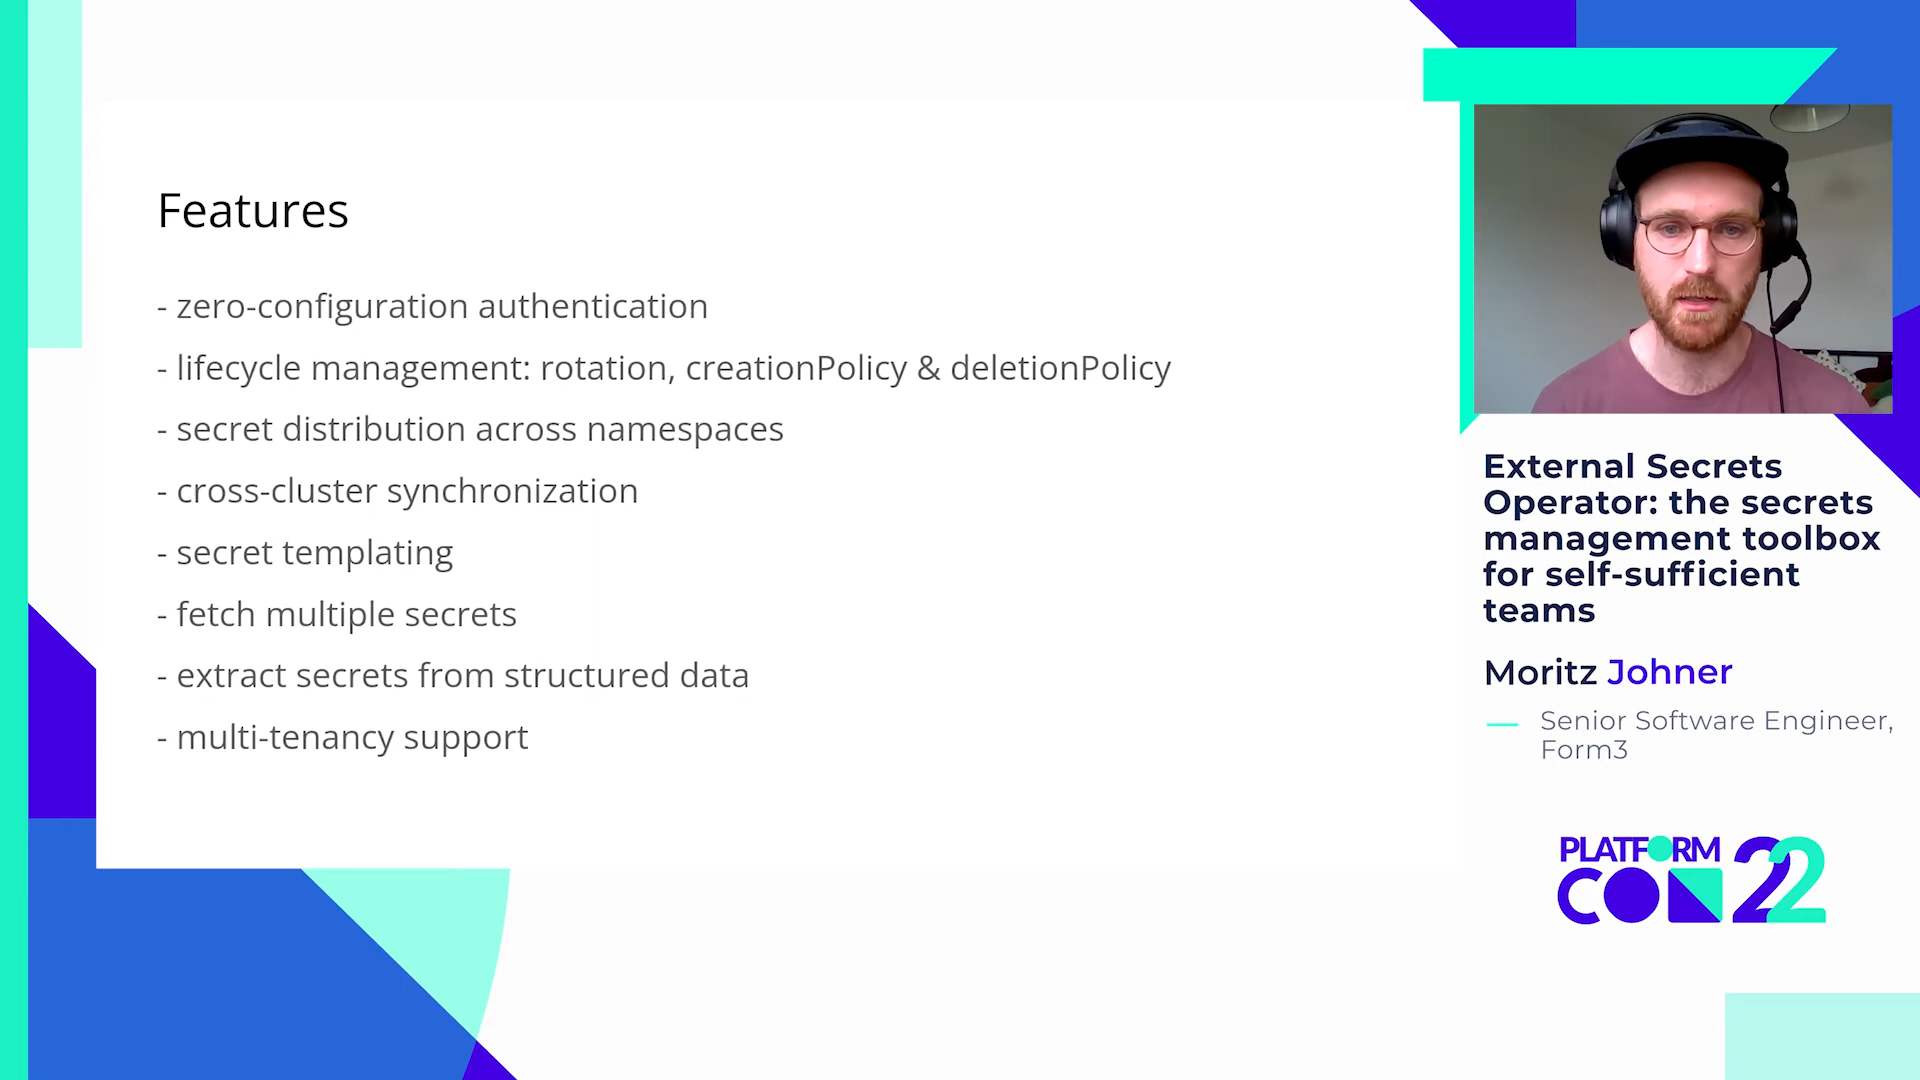 Features
- zero-configuration authentication
- lifecycle management: rotation, creationPolicy & deletionPolicy
- secret distribution across namespaces
- cross-cluster synchronization
- secret templating
- fetch multiple secrets
- extract secrets from structured data
- multi-tenancy support
External Secrets
Operator: the secrets
management toolbox
for self-sufficient
teams
Moritz Johner
Senior Software Engineer,
Form3
PLATFORM
CON 22